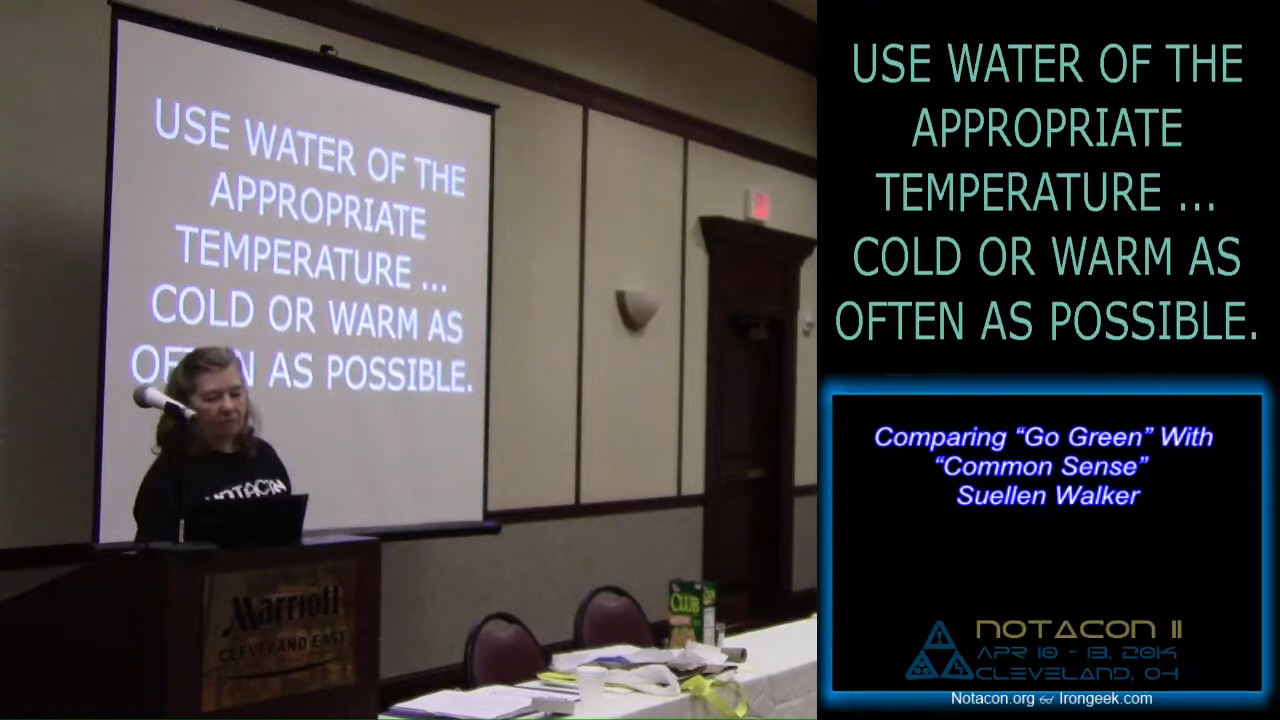 USE WATER OF THE
APPROPRIATE
TEMPERATURE ...
COLD OR WARM AS
OFTEN AS POSSIBLE.
NOTACON
Marriott
CLEVELAND EAST
CLUB
USE WATER OF THE
APPROPRIATE
TEMPERATURE ...
COLD OR WARM AS
OFTEN AS POSSIBLE.
Comparing “Go Green” With
“Common Sense”
Suellen Walker
NOTACON 11
APR 10 - 13, 2014
CLEVELAND, OH
Notacon.org Irongeek.com